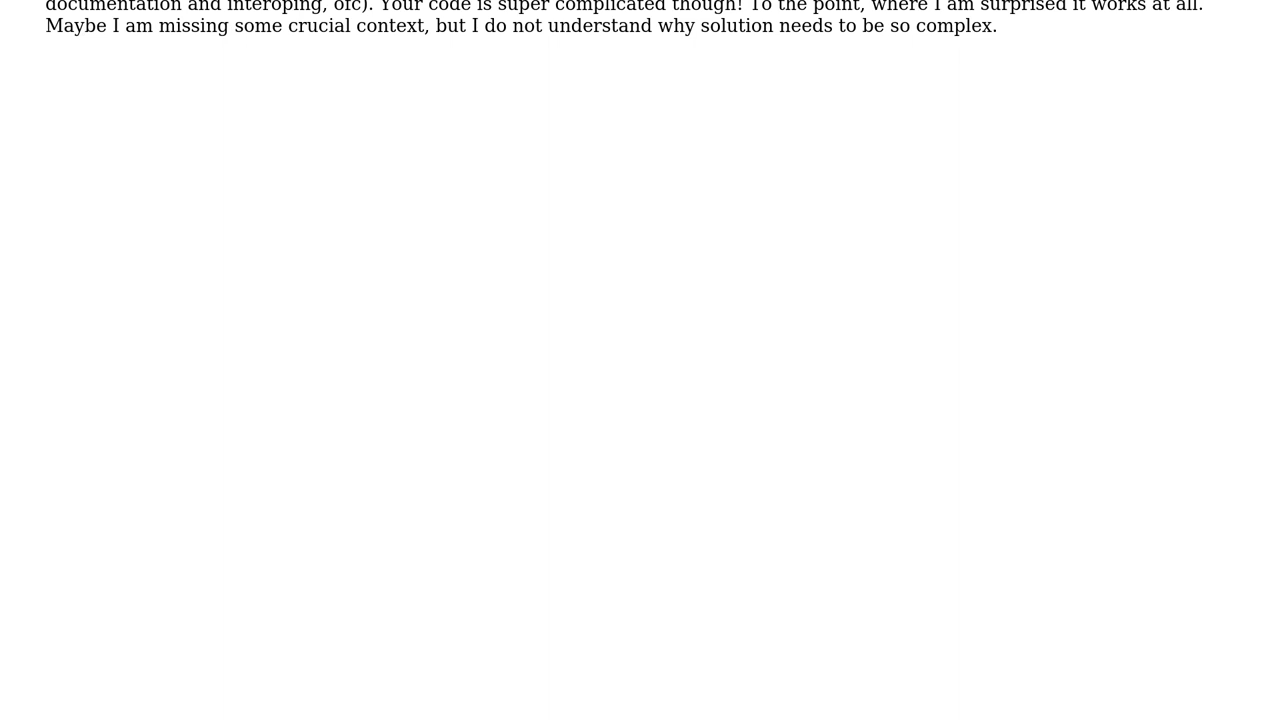 documentation and interoping, ofc). Your code is super complicated though! To the point, where I am surprised it works at all.
Maybe I am missing some crucial context, but I do not understand why solution needs to be so complex.